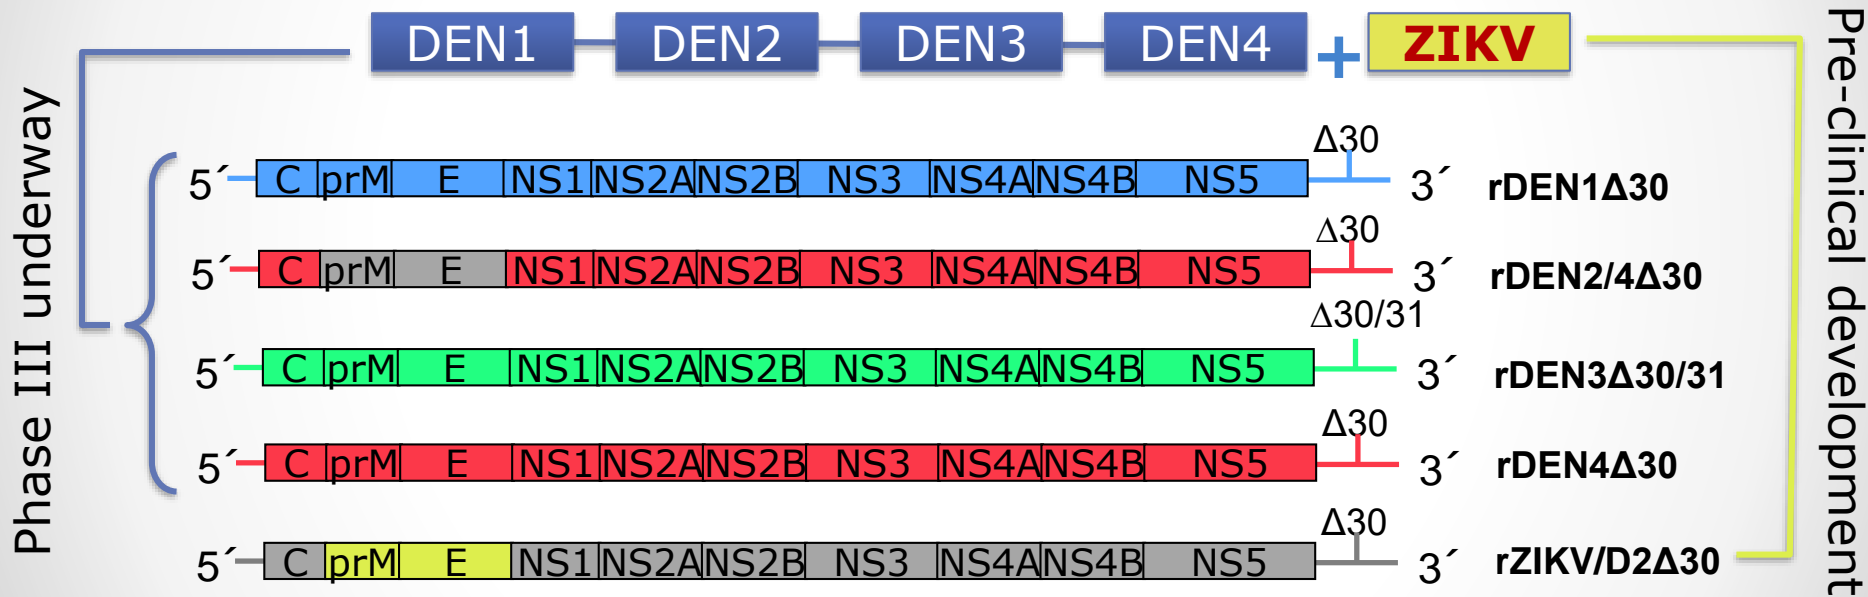 DEN1 DEN2 DEN3 DEN4 + ZIKV
Phase III underway
Pre-clinical development
Δ30
5´ C prM E NS1 NS2A NS2B NS3 NS4A NS4B NS5 3´ rDEN1Δ30
Δ30
5´ C prM E NS1 NS2A NS2B NS3 NS4A NS4B NS5 3´ rDEN2/4Δ30
Δ30/31
5´ C prM E NS1 NS2A NS2B NS3 NS4A NS4B NS5 3´ rDEN3Δ30/31
Δ30
5´ C prM E NS1 NS2A NS2B NS3 NS4A NS4B NS5 3´ rDEN4Δ30
Δ30
5´ C prM E NS1 NS2A NS2B NS3 NS4A NS4B NS5 3´ rZIKV/D2Δ30